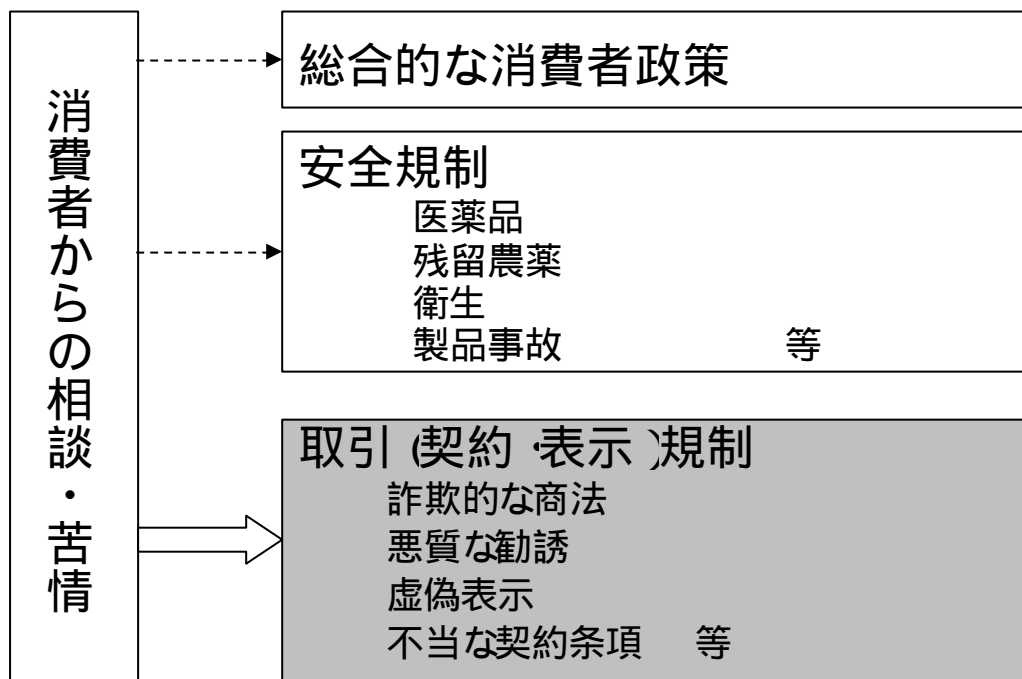 消費者からの相談・苦情
総合的な消費者政策
安全規制
医薬品
残留農薬
衛生
製品事故 等
取引(契約・表示)規制
詐欺的な商法
悪質な勧誘
虚偽表示
不当な契約条項 等